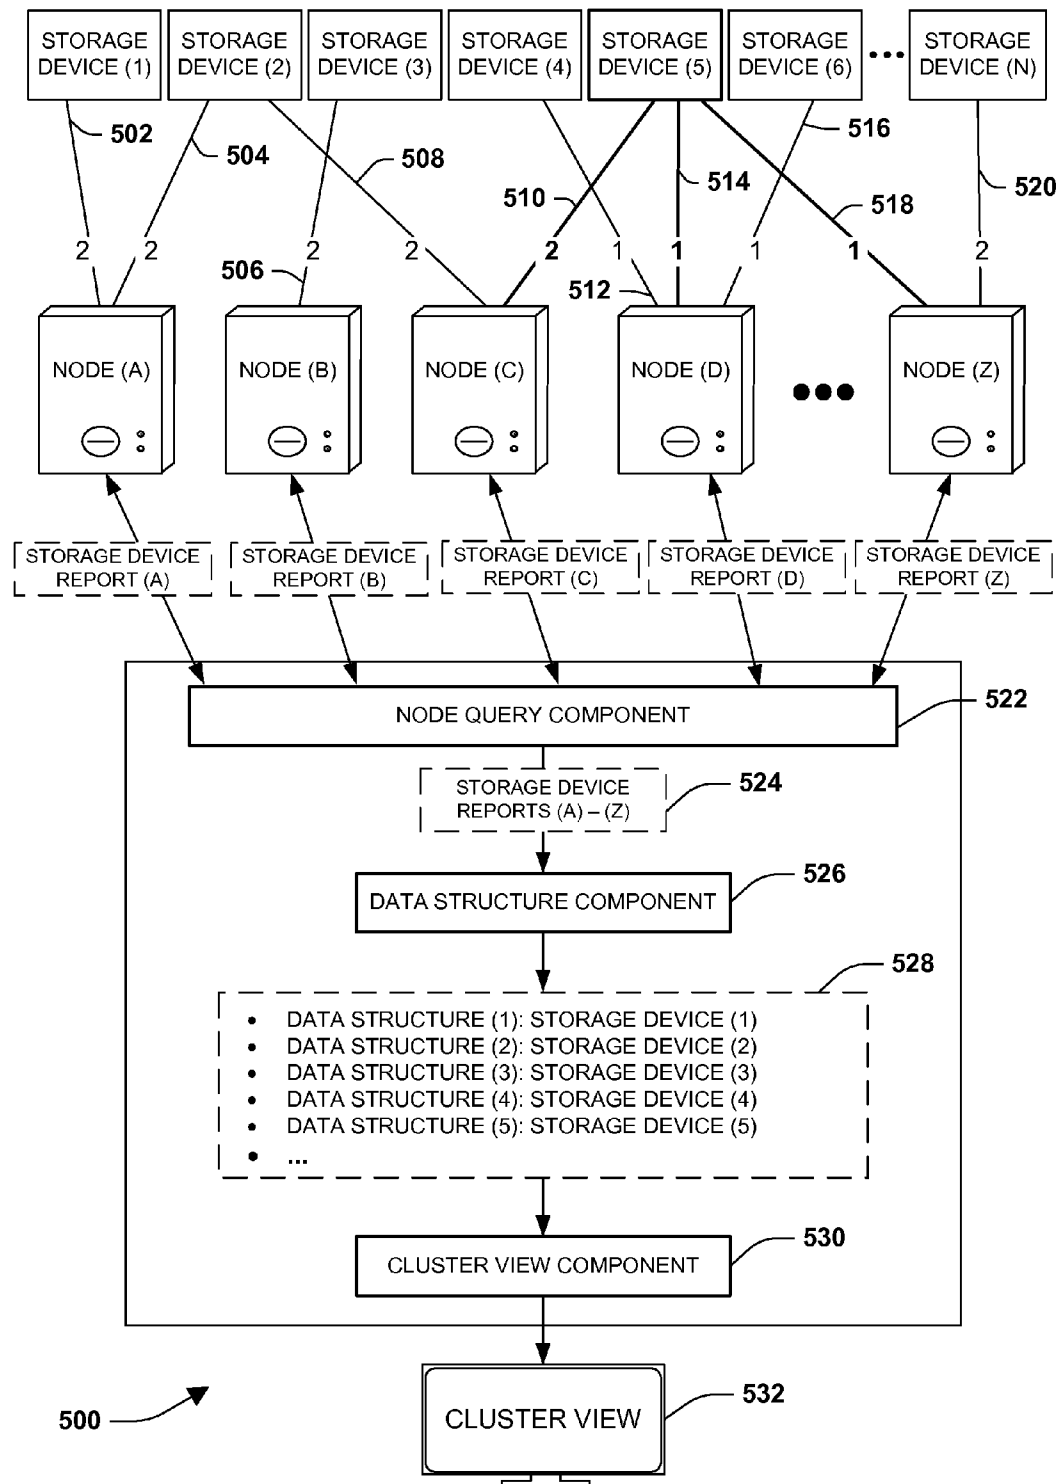 STORAGE DEVICE (1)
STORAGE DEVICE (2)
STORAGE DEVICE (3)
STORAGE DEVICE (4)
STORAGE DEVICE (5)
STORAGE DEVICE (6)
•••
STORAGE DEVICE (N)
502
504
508
510
514
516
518
520
2
2
2
2
2
1
1
1
1
2
506
512
NODE (A)
NODE (B)
NODE (C)
NODE (D)
•••
NODE (Z)
STORAGE DEVICE
REPORT (A)
STORAGE DEVICE
REPORT (B)
STORAGE DEVICE
REPORT (C)
STORAGE DEVICE
REPORT (D)
STORAGE DEVICE
REPORT (Z)
NODE QUERY COMPONENT
522
STORAGE DEVICE
REPORTS (A) – (Z)
524
DATA STRUCTURE COMPONENT
526
528
• DATA STRUCTURE (1): STORAGE DEVICE (1)
• DATA STRUCTURE (2): STORAGE DEVICE (2)
• DATA STRUCTURE (3): STORAGE DEVICE (3)
• DATA STRUCTURE (4): STORAGE DEVICE (4)
• DATA STRUCTURE (5): STORAGE DEVICE (5)
• ...
CLUSTER VIEW COMPONENT
530
CLUSTER VIEW
532
500